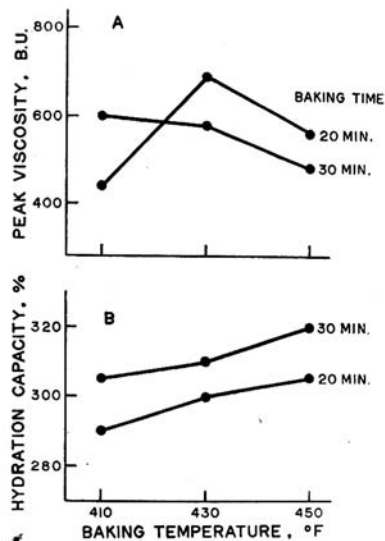 A
PEAK VISCOSITY, B.U.
800
600
400
BAKING TIME
20 MIN.
30 MIN.
B
HYDRATION CAPACITY, %
320
300
280
30 MIN.
20 MIN.
410 430 450
BAKING TEMPERATURE, °F